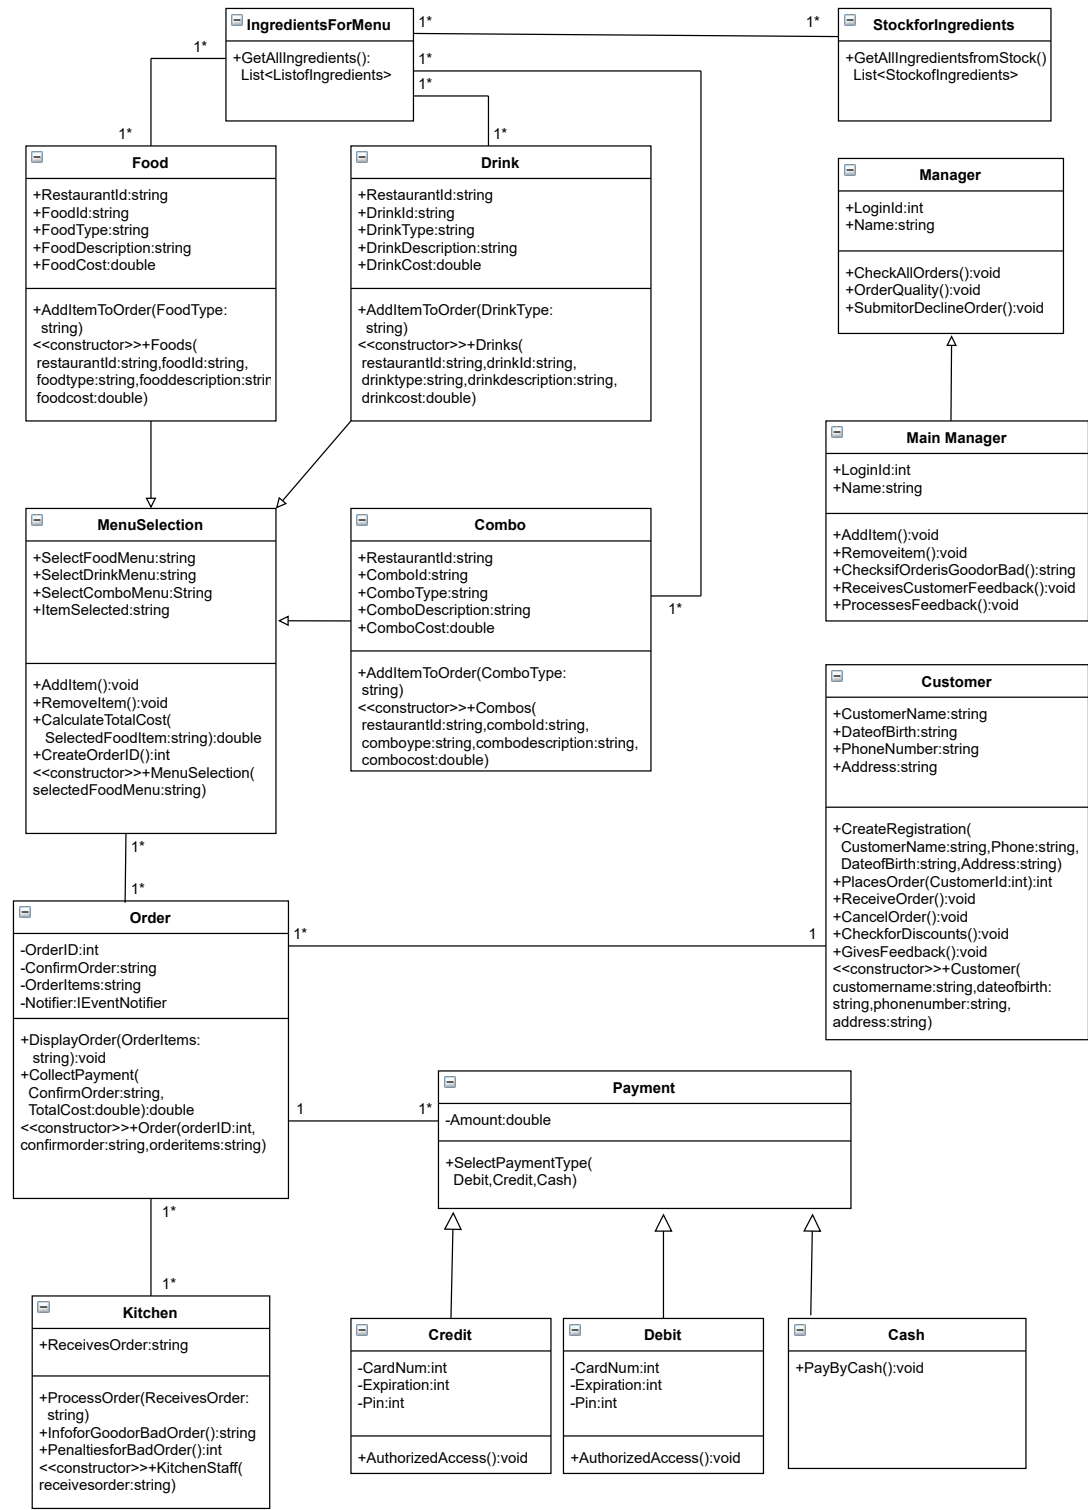 IngredientsForMenu
+GetAllIngredients():
List<ListofIngredients>
1*
1*
StockforIngredients
+GetAllIngredientsfromStock()
List<StockofIngredients>
1*
1*
1*
1*
1*
Food
+RestaurantId:string
+FoodId:string
+FoodType:string
+FoodDescription:string
+FoodCost:double
+AddItemToOrder(FoodType:
string)
<<constructor>>+Foods(
restaurantId:string,foodId:string,
foodtype:string,fooddescription:strin
foodcost:double)
Drink
+RestaurantId:string
+DrinkId:string
+DrinkType:string
+DrinkDescription:string
+DrinkCost:double
+AddItemToOrder(DrinkType:
string)
<<constructor>>+Drinks(
restaurantId:string,drinkId:string,
drinktype:string,drinkdescription:string,
drinkcost:double)
Manager
+LoginId:int
+Name:string
+CheckAllOrders():void
+OrderQuality():void
+SubmitorDeclineOrder():void
Main Manager
+LoginId:int
+Name:string
+AddItem():void
+Removeitem():void
+ChecksifOrderisGoodorBad():string
+ReceivesCustomerFeedback():void
+ProcessesFeedback():void
MenuSelection
+SelectFoodMenu:string
+SelectDrinkMenu:string
+SelectComboMenu:String
+ItemSelected:string
+AddItem():void
+RemoveItem():void
+CalculateTotalCost(
SelectedFoodItem:string):double
+CreateOrderID():int
<<constructor>>+MenuSelection(
selectedFoodMenu:string)
Combo
+RestaurantId:string
+ComboId:string
+ComboType:string
+ComboDescription:string
+ComboCost:double
+AddItemToOrder(ComboType:
string)
<<constructor>>+Combos(
restaurantId:string,comboId:string,
comboype:string,combodescription:string,
combocost:double)
1*
Customer
+CustomerName:string
+DateofBirth:string
+PhoneNumber:string
+Address:string
+CreateRegistration(
CustomerName:string,Phone:string,
DateofBirth:string,Address:string)
+PlacesOrder(CustomerId:int):int
+ReceiveOrder():void
+CancelOrder():void
+CheckforDiscounts():void
+GivesFeedback():void
<<constructor>>+Customer(
customername:string,dateofbirth:
string,phonenumber:string,
address:string)
1*
1*
Order
-OrderID:int
-ConfirmOrder:string
-OrderItems:string
-Notifier:IEventNotifier
+DisplayOrder(OrderItems:
string):void
+CollectPayment(
ConfirmOrder:string,
TotalCost:double):double
<<constructor>>+Order(orderID:int,
confirmorder:string,orderitems:string)
1*
1
1
1*
Payment
-Amount:double
+SelectPaymentType(
Debit,Credit,Cash)
1*
1*
Kitchen
+ReceivesOrder:string
+ProcessOrder(ReceivesOrder:
string)
+InfoforGoodorBadOrder():string
+PenaltiesforBadOrder():int
<<constructor>>+KitchenStaff(
receivesorder:string)
Credit
-CardNum:int
-Expiration:int
-Pin:int
+AuthorizedAccess():void
Debit
-CardNum:int
-Expiration:int
-Pin:int
+AuthorizedAccess():void
Cash
+PayByCash():void